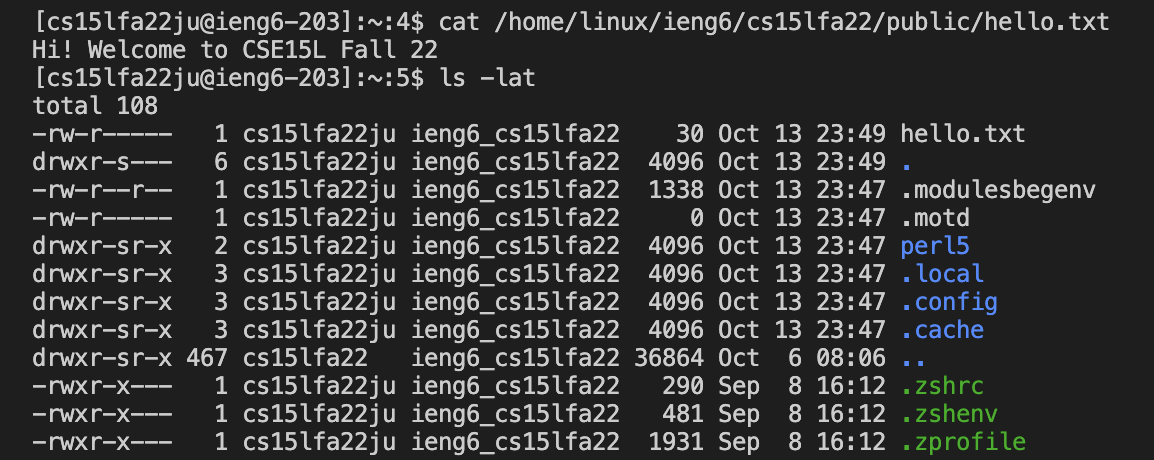 [cs15lfa22ju@ieng6-203]:~:4$ cat /home/linux/ieng6/cs15lfa22/public/hello.txt
Hi! Welcome to CSE15L Fall 22
[cs15lfa22ju@ieng6-203]:~:5$ ls -lat
total 108
-rw-r-----   1 cs15lfa22ju ieng6_cs15lfa22    30 Oct 13 23:49 hello.txt
drwxr-s---   6 cs15lfa22ju ieng6_cs15lfa22  4096 Oct 13 23:49 .
-rw-r--r--   1 cs15lfa22ju ieng6_cs15lfa22  1338 Oct 13 23:47 .modulesbegenv
-rw-r-----   1 cs15lfa22ju ieng6_cs15lfa22     0 Oct 13 23:47 .motd
drwxr-sr-x   2 cs15lfa22ju ieng6_cs15lfa22  4096 Oct 13 23:47 perl5
drwxr-sr-x   3 cs15lfa22ju ieng6_cs15lfa22  4096 Oct 13 23:47 .local
drwxr-sr-x   3 cs15lfa22ju ieng6_cs15lfa22  4096 Oct 13 23:47 .config
drwxr-sr-x   3 cs15lfa22ju ieng6_cs15lfa22  4096 Oct 13 23:47 .cache
drwxr-sr-x 467 cs15lfa22   ieng6_cs15lfa22 36864 Oct  6 08:06 ..
-rwxr-x---   1 cs15lfa22ju ieng6_cs15lfa22   290 Sep  8 16:12 .zshrc
-rwxr-x---   1 cs15lfa22ju ieng6_cs15lfa22   481 Sep  8 16:12 .zshenv
-rwxr-x---   1 cs15lfa22ju ieng6_cs15lfa22  1931 Sep  8 16:12 .zprofile